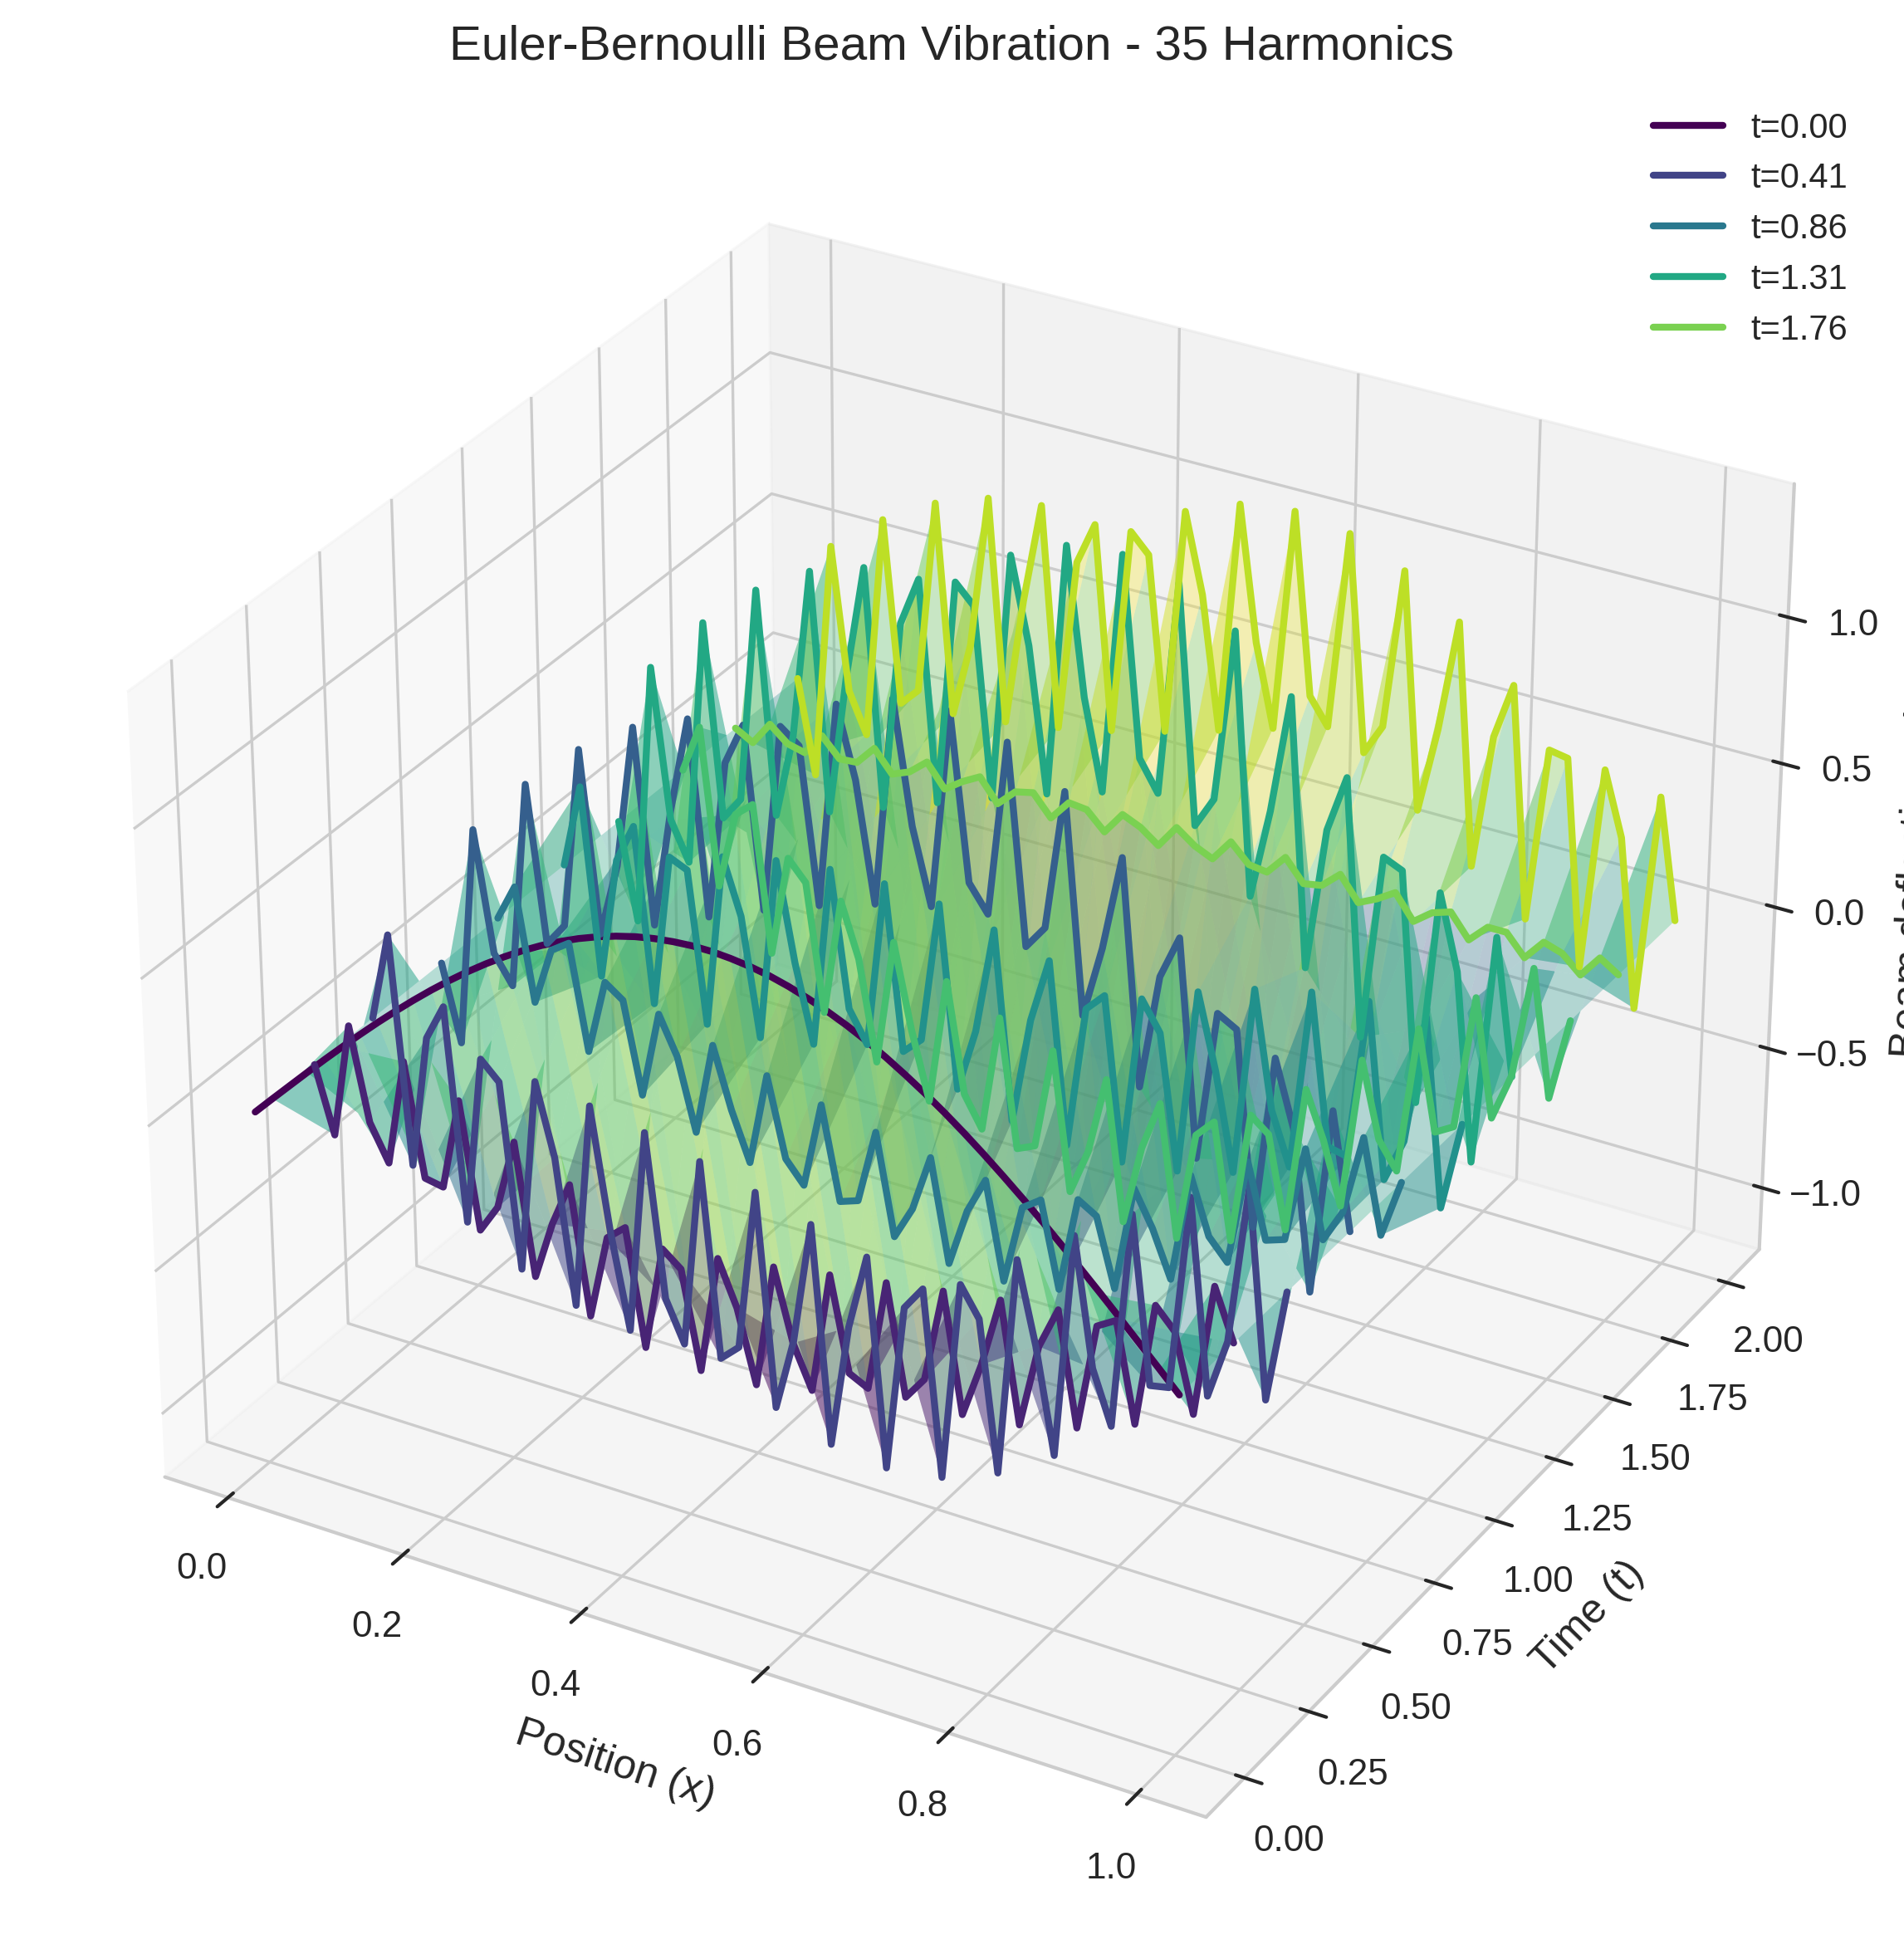 Euler-Bernoulli Beam Vibration - 35 Harmonics
t=0.00
t=0.41
t=0.86
t=1.31
t=1.76
1.0
0.5
0.0
−0.5
−1.0
Beam
2.00
1.75
1.50
1.25
1.00
0.75
0.50
0.25
0.00
Time (t)
0.0
0.2
0.4
0.6
0.8
1.0
Position (x)